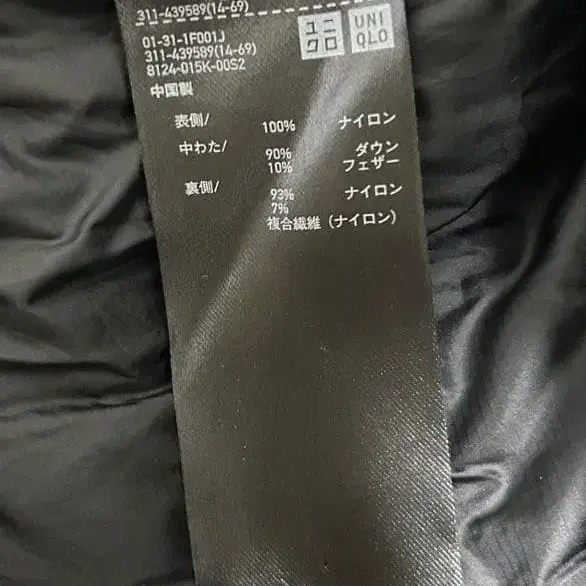 311-439589(14-69)
01-31-1F001J
311-439589(14-69)
8124-015K-00S2
中国製
ユニ
クロ
UNI
QLO
表側/ 100% ナイロン
中わた/ 90% ダウン
10% フェザー
裏側/ 93% ナイロン
7%
複合繊維（ナイロン）